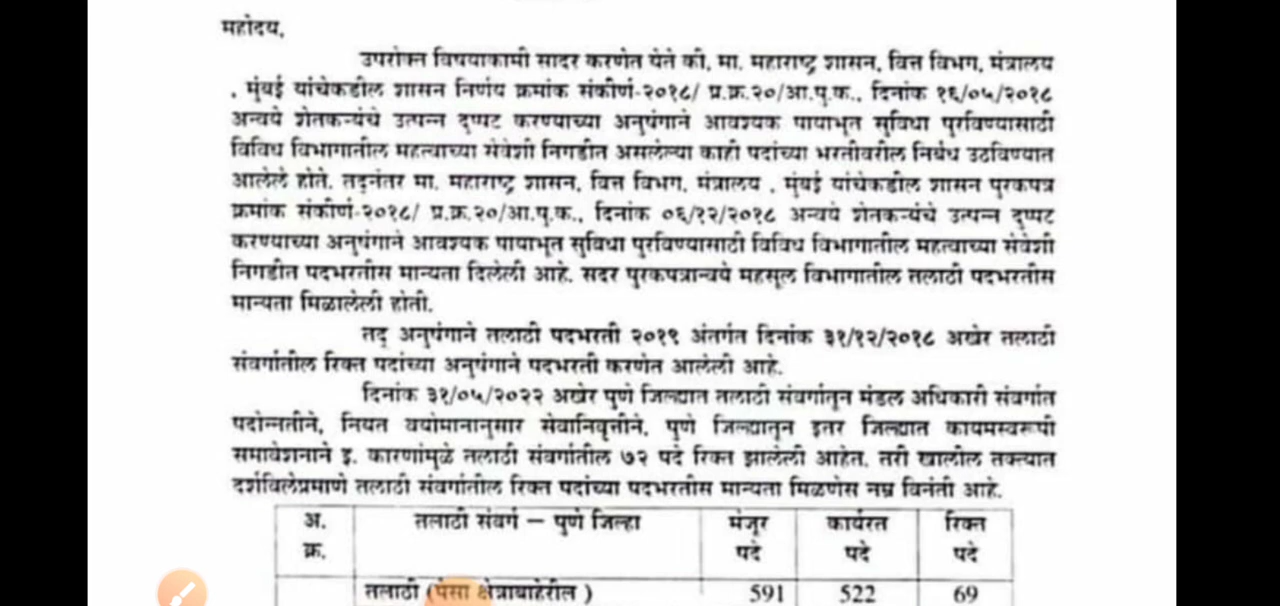 महोदय,
उपरोक्त विषयाकामी सादर करणेत येते की, मा. महाराष्ट्र शासन, वित्त विभाग, मंत्रालय
, मुंबई यांचेकडील शासन निर्णय क्रमांक संकीर्ण-२०१८/ प्र.क्र.२०/आ.पु.क., दिनांक १६/०५/२०१८
अन्वये शेतकऱ्यांचे उत्पन्न दुप्पट करण्याच्या अनुषंगाने आवश्यक पायाभूत सुविधा पुरविण्यासाठी
विविध विभागातील महत्वाच्या सेवेशी निगडीत असलेल्या काही पदांच्या भरतीवरील निर्बंध उठविण्यात
आलेले होते. तद्नंतर मा. महाराष्ट्र शासन, वित्त विभाग, मंत्रालय , मुंबई यांचेकडील शासन पुरकपत्र
क्रमांक संकीर्ण-२०१८/ प्र.क्र.२०/आ.पु.क., दिनांक ०६/१२/२०१८ अन्वये शेतकऱ्यांचे उत्पन्न दुप्पट
करण्याच्या अनुषंगाने आवश्यक पायाभूत सुविधा पुरविण्यासाठी विविध विभागातील महत्वाच्या सेवेशी
निगडीत पदभरतीस मान्यता दिलेली आहे. सदर पुरकपत्रान्वये महसूल विभागातील तलाठी पदभरतीस
मान्यता मिळालेली होती.
तद् अनुषंगाने तलाठी पदभरती २०१९ अंतर्गत दिनांक ३१/१२/२०१८ अखेर तलाठी
संवर्गातील रिक्त पदांच्या अनुषंगाने पदभरती करणेत आलेली आहे.
दिनांक ३१/०५/२०२२ अखेर पुणे जिल्ह्यात तलाठी संवर्गातून मंडल अधिकारी संवर्गात
पदोन्नतीने, नियत वयोमानानुसार सेवानिवृत्तीने, पुणे जिल्ह्यातून इतर जिल्ह्यात कायमस्वरूपी
समावेशनाने इ. कारणांमुळे तलाठी संवर्गातील ७२ पदे रिक्त झालेली आहेत. तरी खालील तक्त्यात
दर्शविलेप्रमाणे तलाठी संवर्गातील रिक्त पदांच्या पदभरतीस मान्यता मिळणेस नम्र विनंती आहे.
अ. क्र. तलाठी संवर्ग – पुणे जिल्हा मंजूर पदे कार्यरत पदे रिक्त पदे
तलाठी (पेसा क्षेत्राबाहेरील ) 591 522 69